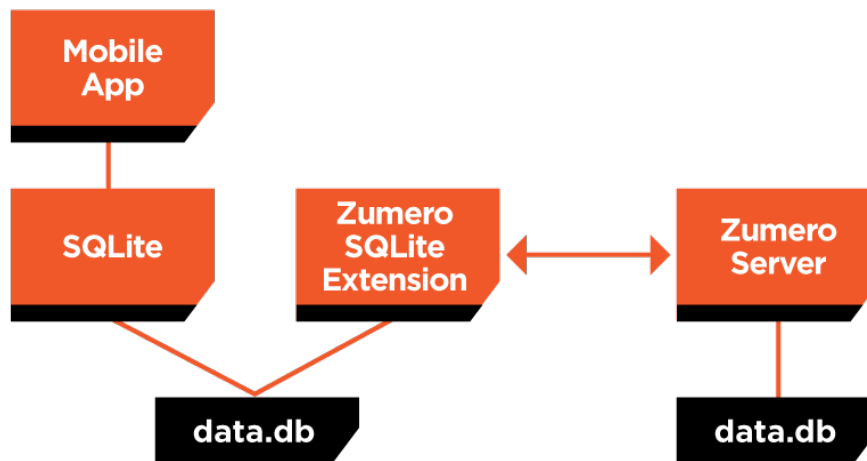 Mobile
App
SQLite
Zumero
SQLite
Extension
Zumero
Server
data.db
data.db